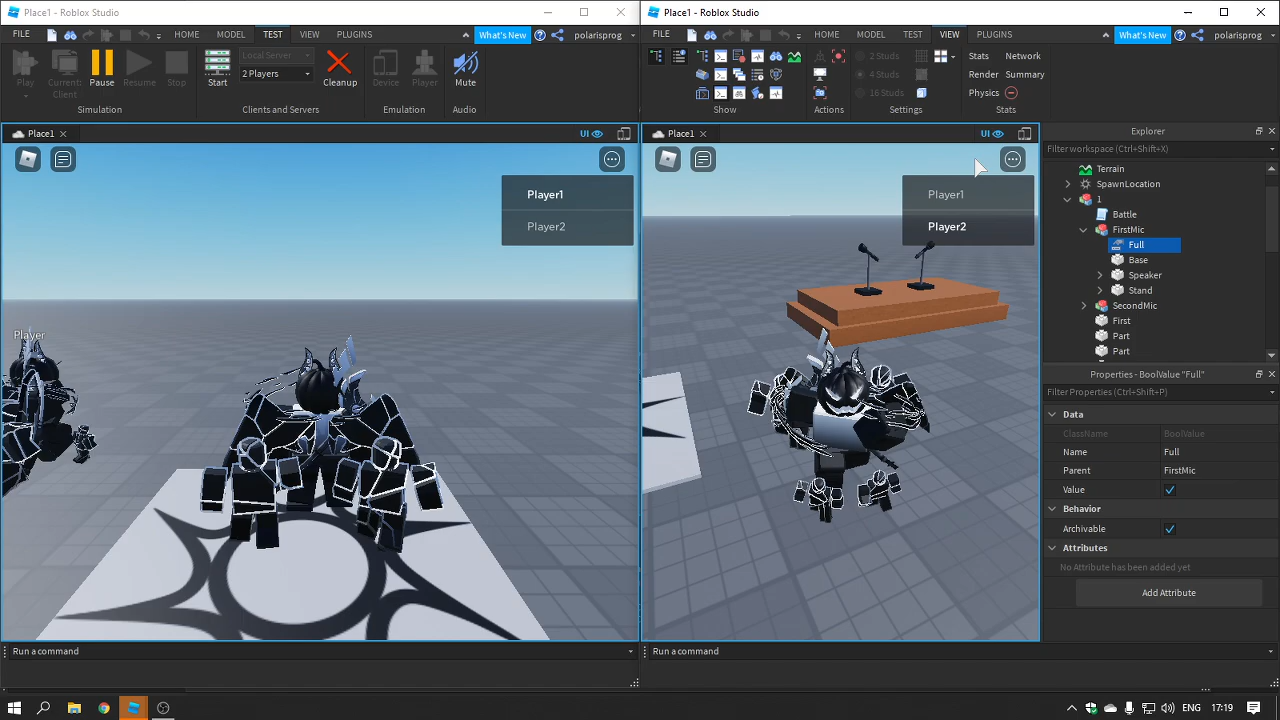 Place1 - Roblox Studio
FILE
HOME
MODEL
TEST
VIEW
PLUGINS
What's New
polarisprog
Play
Current:
Client
Pause
Resume
Stop
Simulation
Local Server
2 Players
Start
Cleanup
Clients and Servers
Device
Player
Emulation
Mute
Audio
Place1
UI
Player1
Player2
Player
Run a command
Place1 - Roblox Studio
FILE
HOME
MODEL
TEST
VIEW
PLUGINS
What's New
polarisprog
Show
Actions
2 Studs
4 Studs
16 Studs
Settings
Stats
Network
Render
Summary
Physics
Stats
Place1
UI
Player1
Player2
Explorer
Filter workspace (Ctrl+Shift+X)
Terrain
SpawnLocation
1
Battle
FirstMic
Full
Base
Speaker
Stand
SecondMic
First
Part
Part
Properties - BoolValue "Full"
Filter Properties (Ctrl+Shift+P)
Data
ClassName BoolValue
Name Full
Parent FirstMic
Value
Behavior
Archivable
Attributes
No Attribute has been added yet
Add Attribute
Run a command
ENG
17:19